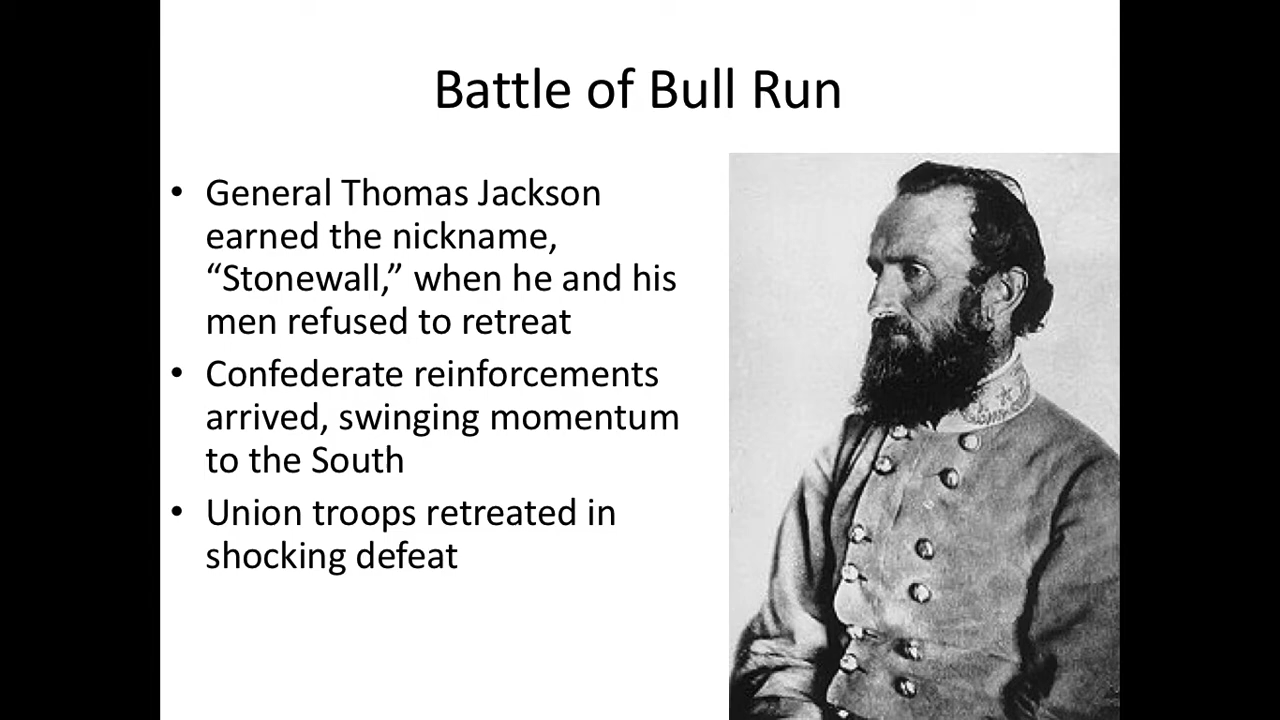 Battle of Bull Run
• General Thomas Jackson
earned the nickname,
“Stonewall,” when he and his
men refused to retreat
• Confederate reinforcements
arrived, swinging momentum
to the South
• Union troops retreated in
shocking defeat